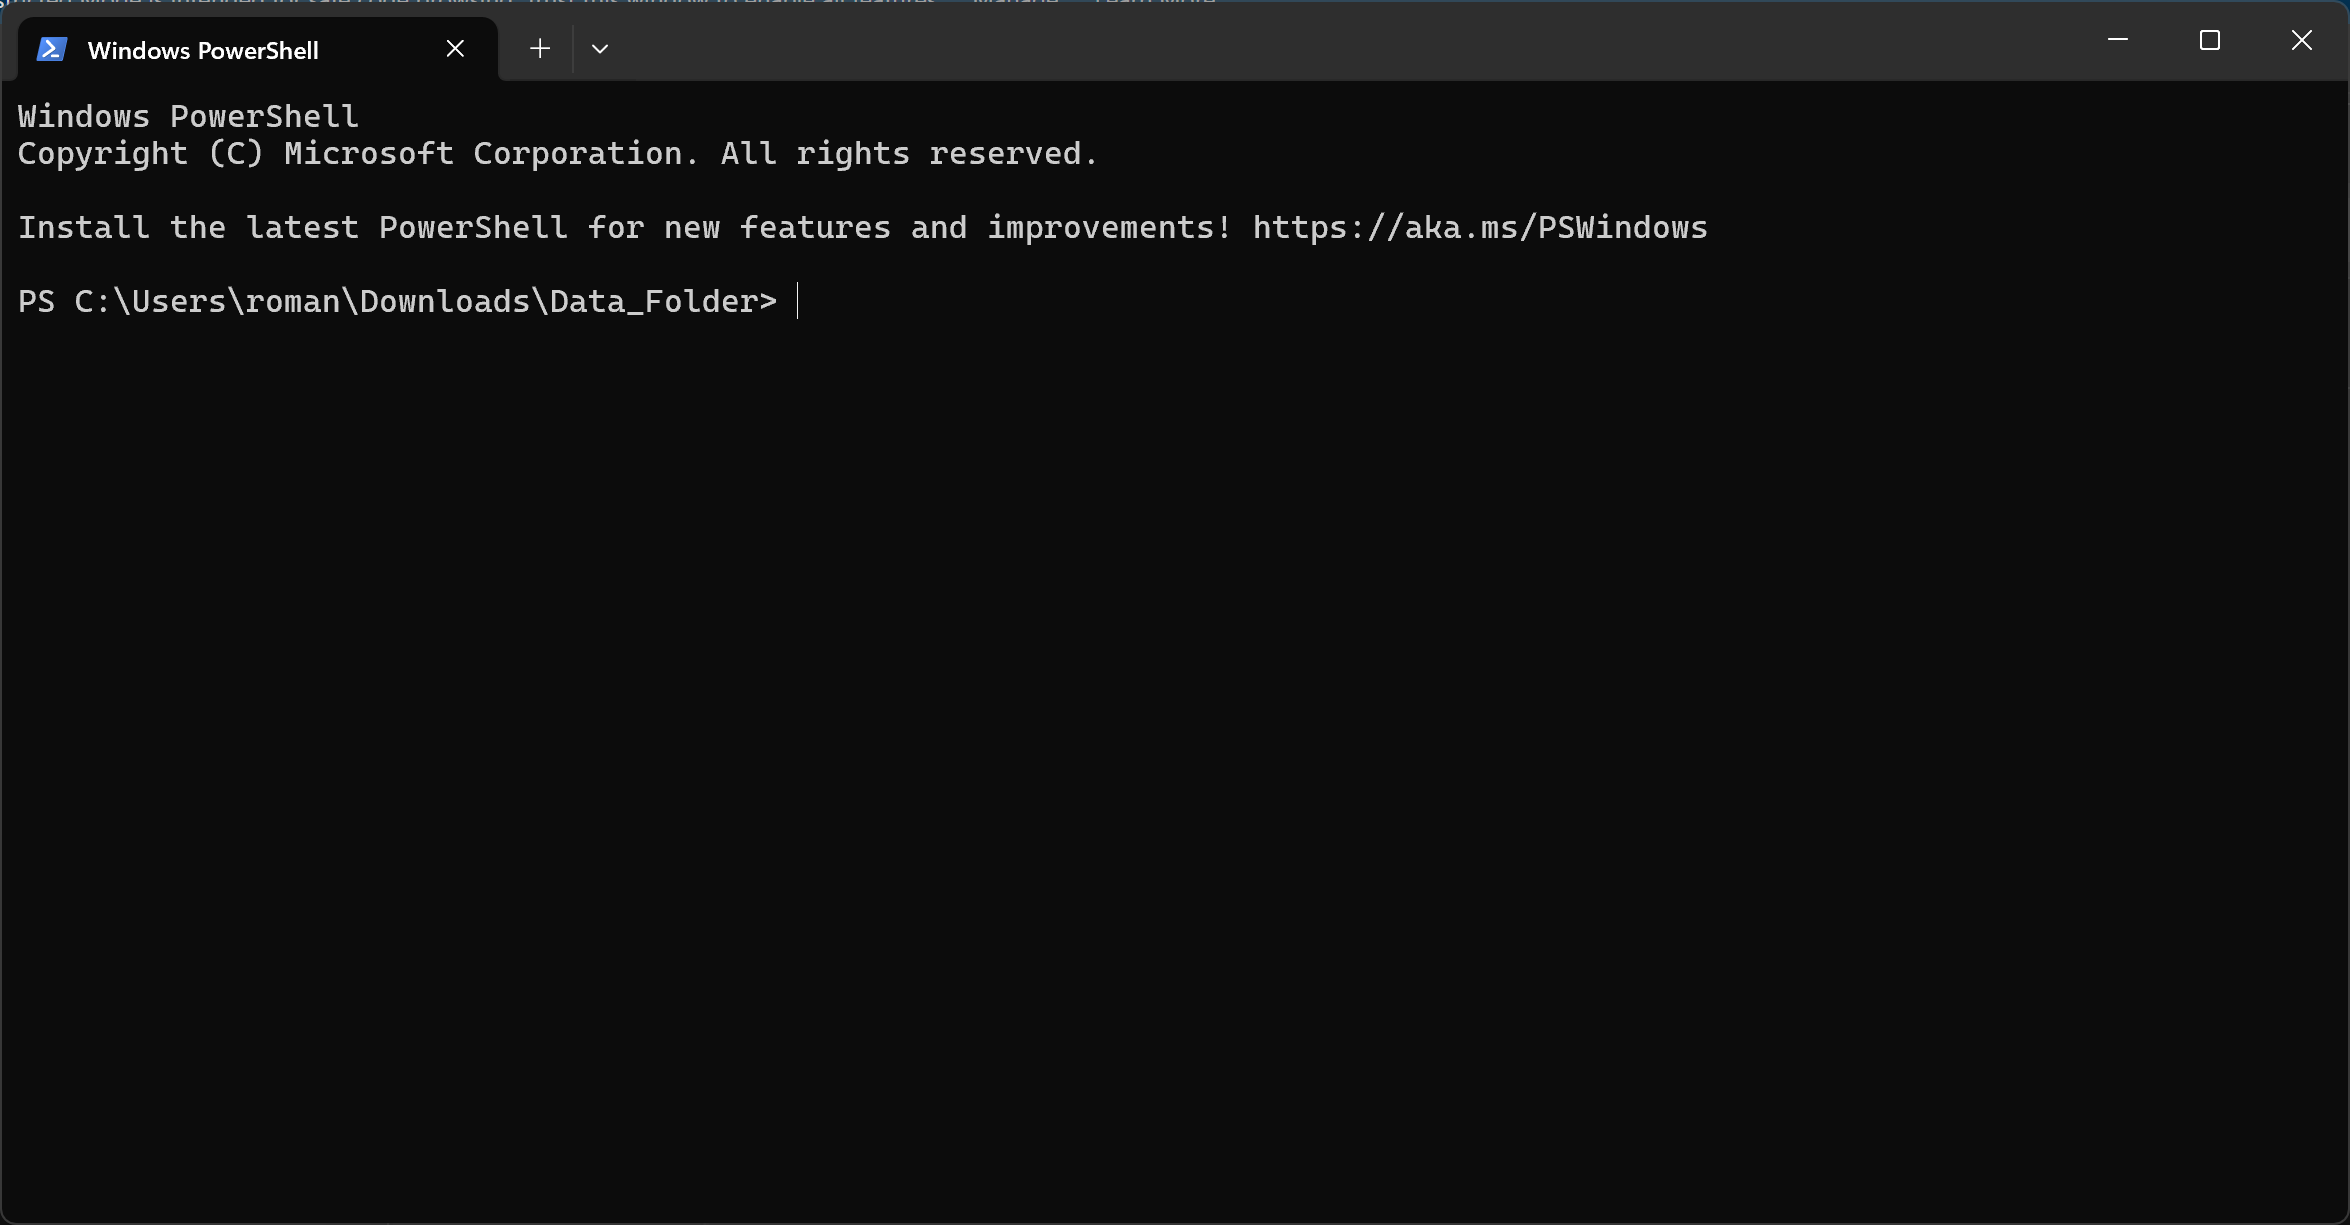 Windows PowerShell
Windows PowerShell
Copyright (C) Microsoft Corporation. All rights reserved.
Install the latest PowerShell for new features and improvements! https://aka.ms/PSWindows
PS C:\Users\roman\Downloads\Data_Folder>